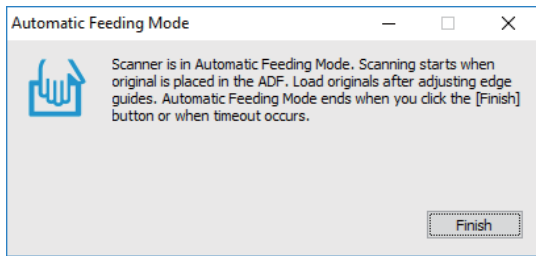 Automatic Feeding Mode
Scanner is in Automatic Feeding Mode. Scanning starts when
original is placed in the ADF. Load originals after adjusting edge
guides. Automatic Feeding Mode ends when you click the [Finish]
button or when timeout occurs.
Finish